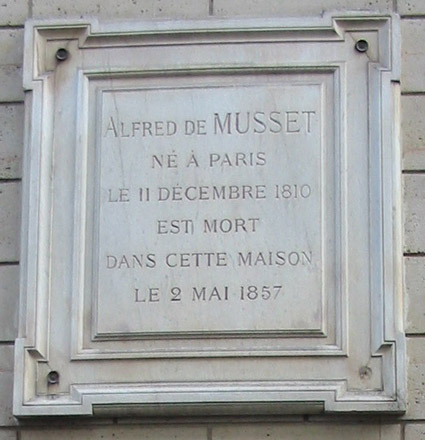 ALFRED DE MUSSET
NÉ À PARIS
LE 11 DÉCEMBRE 1810
EST MORT
DANS CETTE MAISON
LE 2 MAI 1857